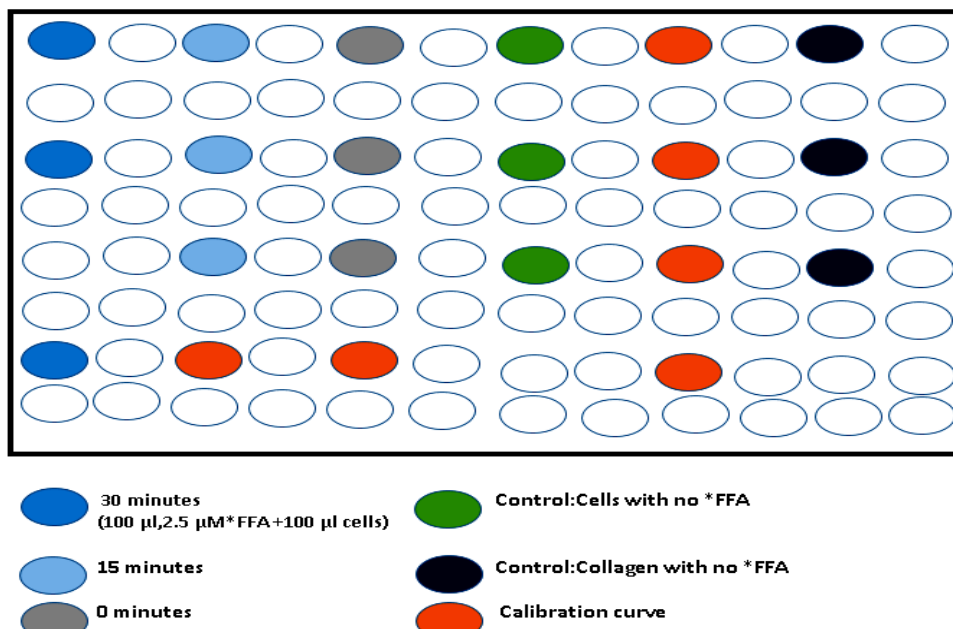 30 minutes
(100 µl,2.5 µM*FFA+100 µl cells)
15 minutes
0 minutes
Control:Cells with no *FFA
Control:Collagen with no *FFA
Calibration curve